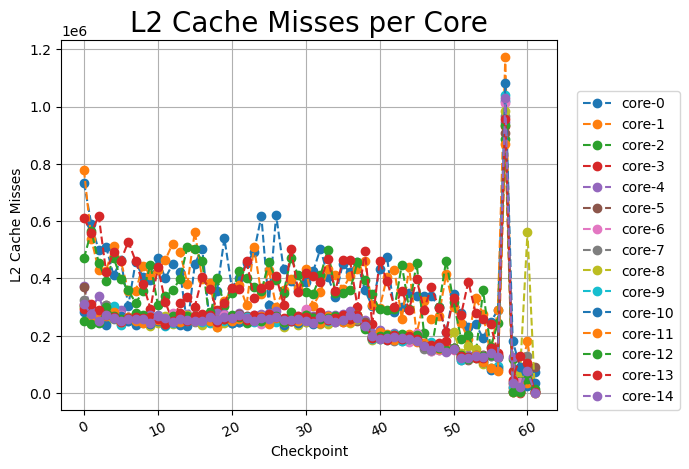 L2 Cache Misses per Core
1e6
1.2
1.0
0.8
0.6
0.4
0.2
0.0
L2 Cache Misses
0
10
20
30
40
50
60
Checkpoint
core-0
core-1
core-2
core-3
core-4
core-5
core-6
core-7
core-8
core-9
core-10
core-11
core-12
core-13
core-14